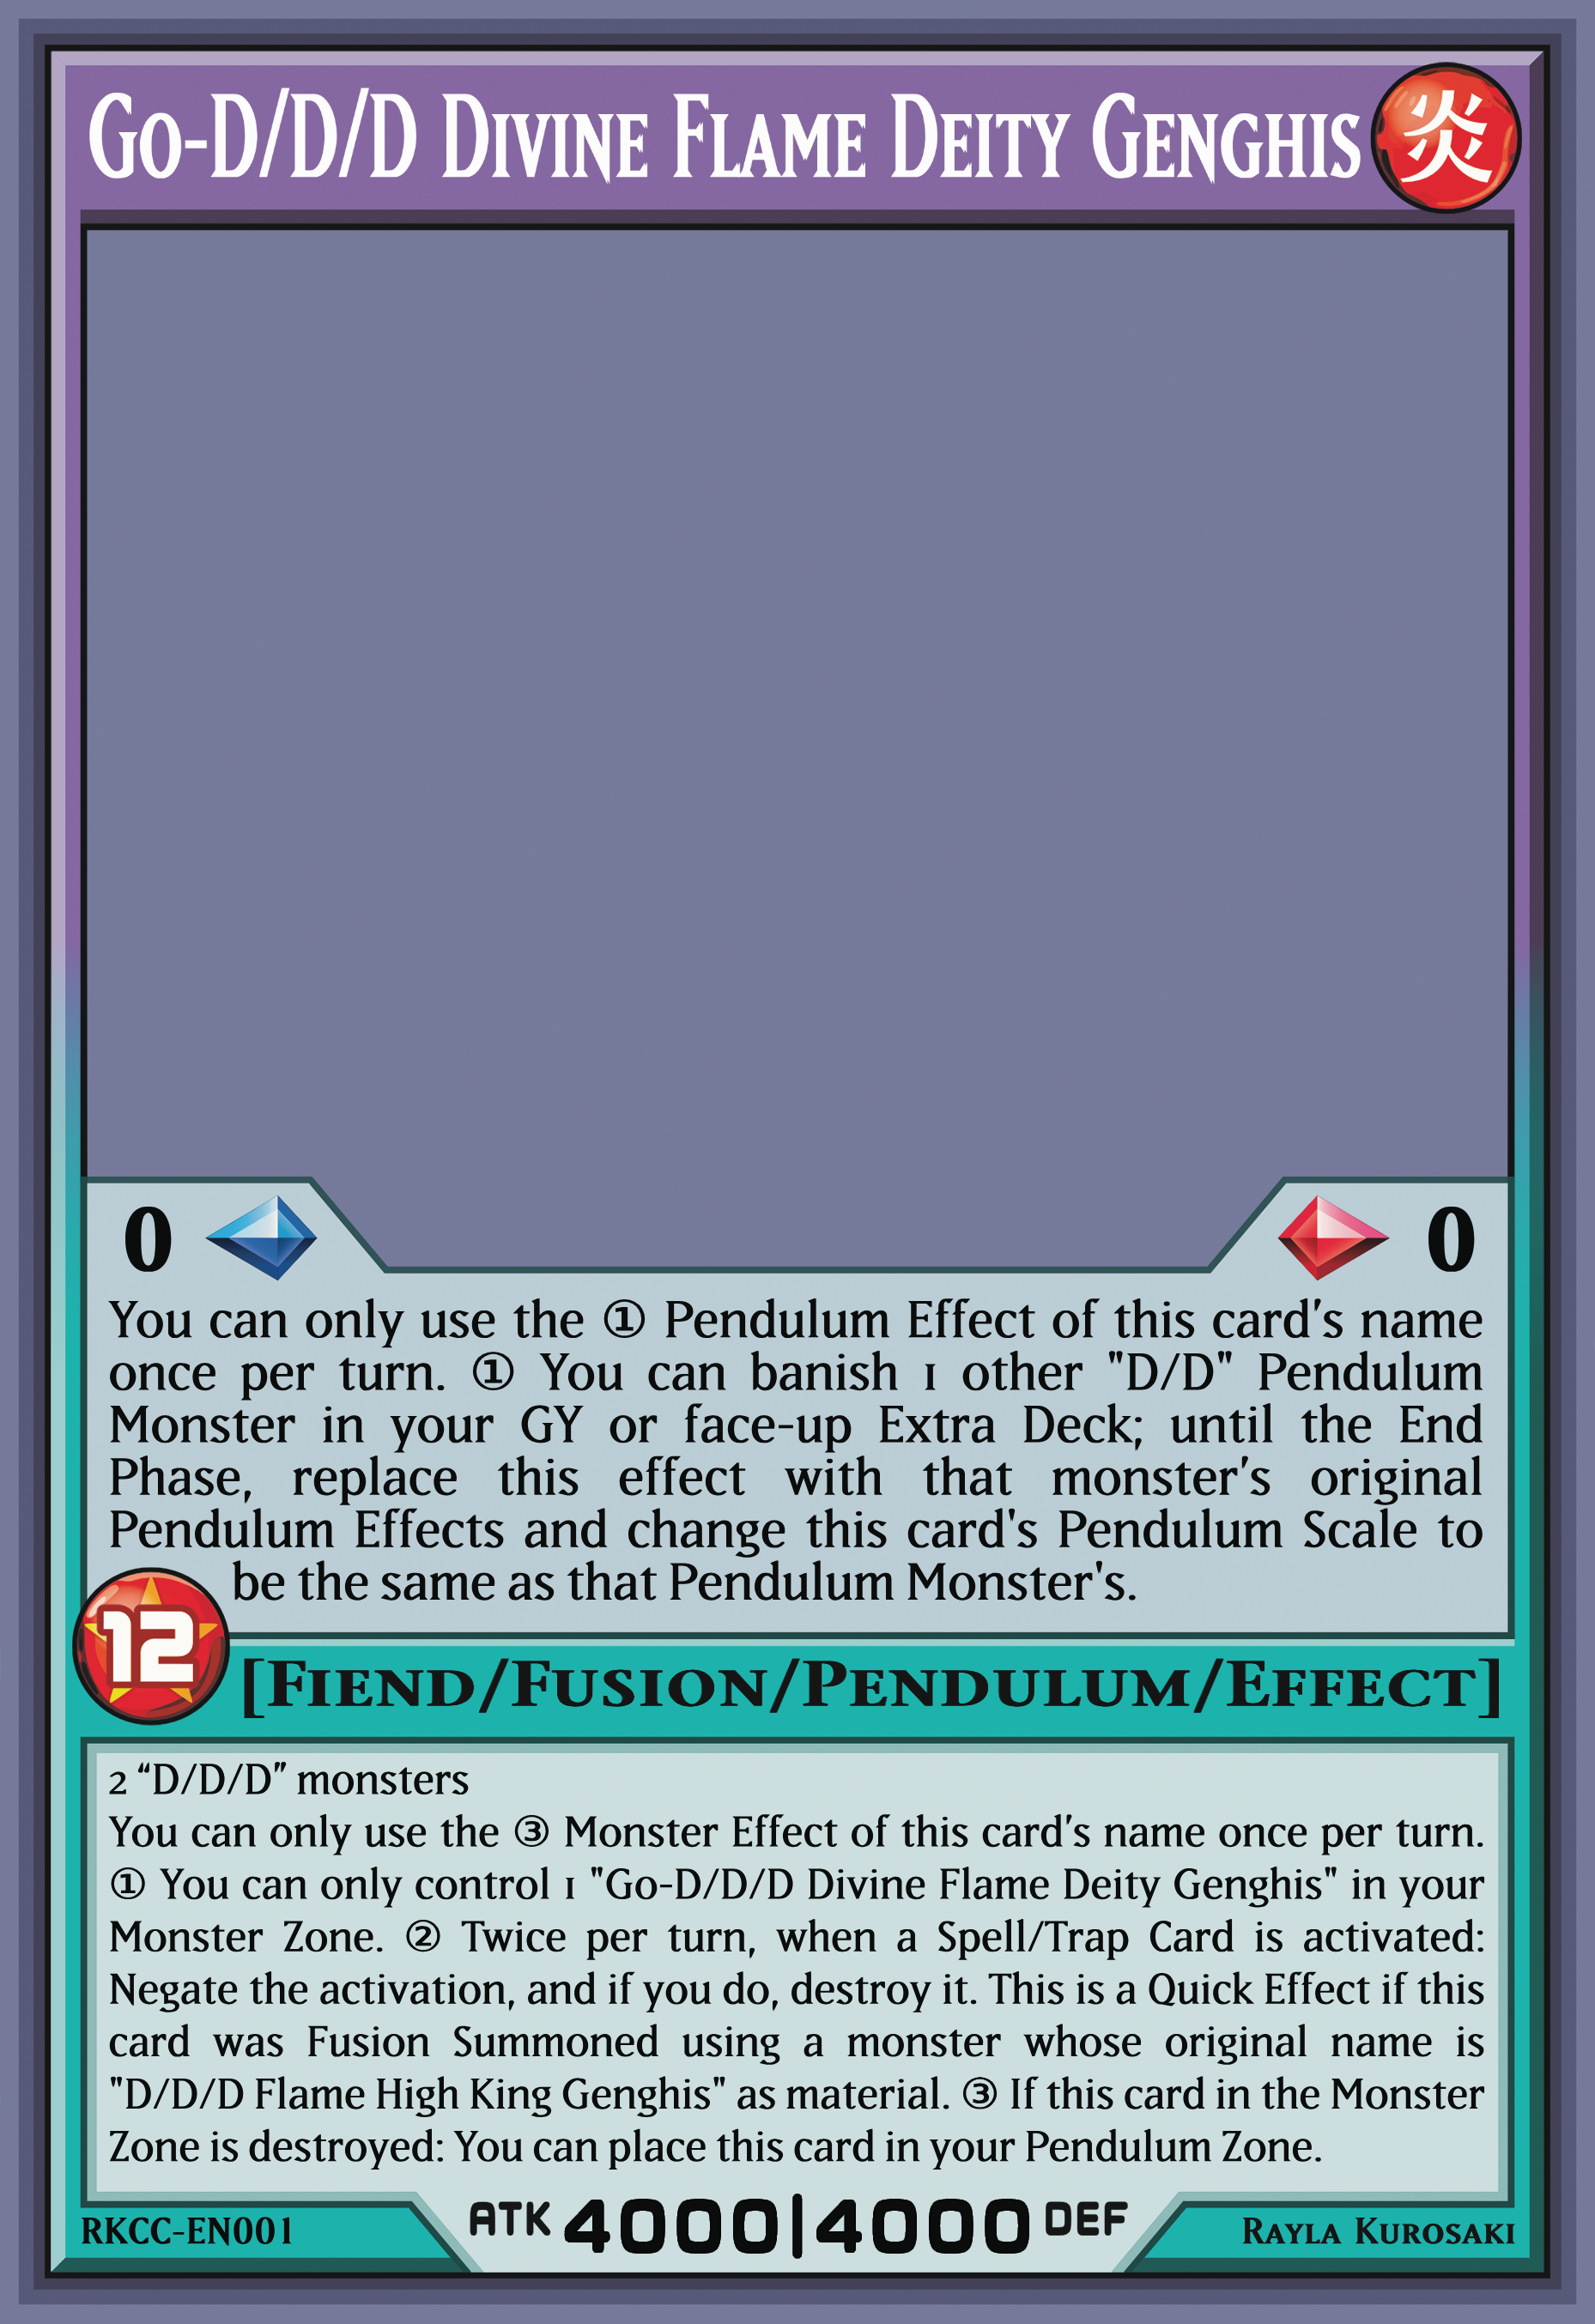 Go-D/D/D Divine Flame Deity Genghis 炎
0 0
You can only use the ① Pendulum Effect of this card's name
once per turn. ① You can banish 1 other "D/D" Pendulum
Monster in your GY or face-up Extra Deck; until the End
Phase, replace this effect with that monster's original
Pendulum Effects and change this card's Pendulum Scale to
be the same as that Pendulum Monster's.
12
[Fiend/Fusion/Pendulum/Effect]
2 “D/D/D” monsters
You can only use the ③ Monster Effect of this card's name once per turn.
① You can only control 1 "Go-D/D/D Divine Flame Deity Genghis" in your
Monster Zone. ② Twice per turn, when a Spell/Trap Card is activated:
Negate the activation, and if you do, destroy it. This is a Quick Effect if this
card was Fusion Summoned using a monster whose original name is
"D/D/D Flame High King Genghis" as material. ③ If this card in the Monster
Zone is destroyed: You can place this card in your Pendulum Zone.
RKCC-EN001
ATK 4000|4000 DEF
Rayla Kurosaki